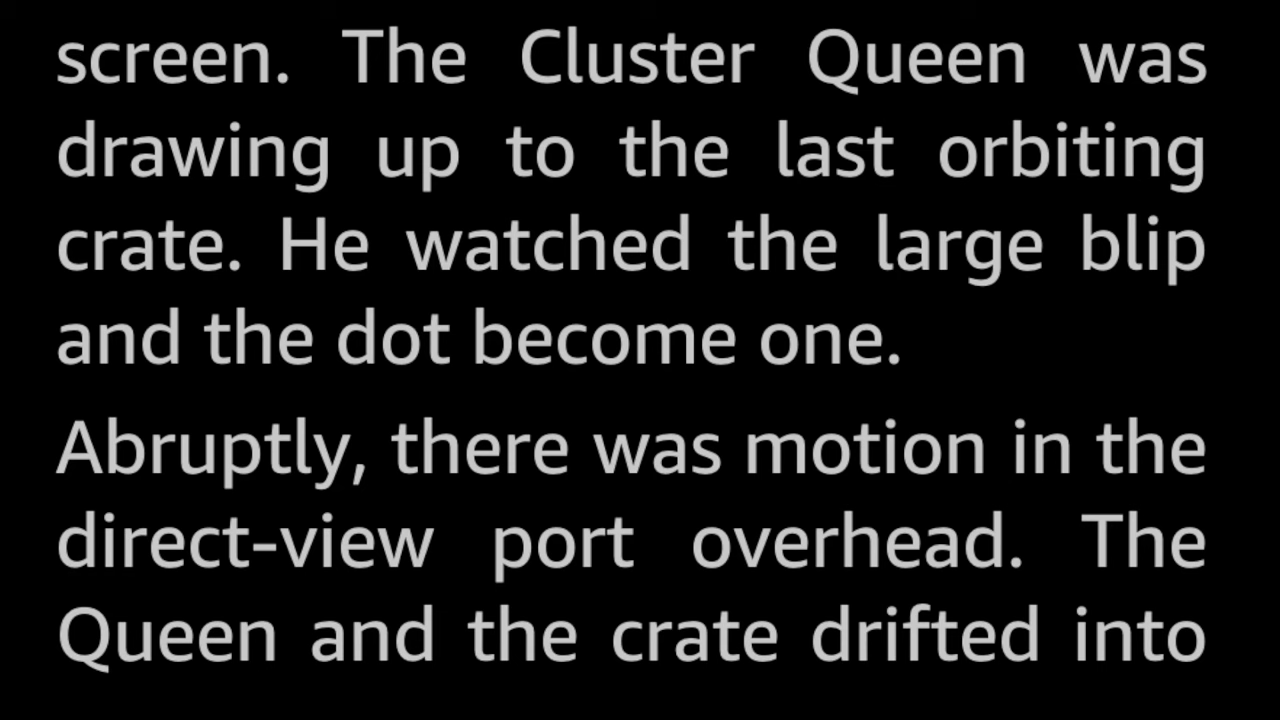 screen. The Cluster Queen was
drawing up to the last orbiting
crate. He watched the large blip
and the dot become one.
Abruptly, there was motion in the
direct-view port overhead. The
Queen and the crate drifted into